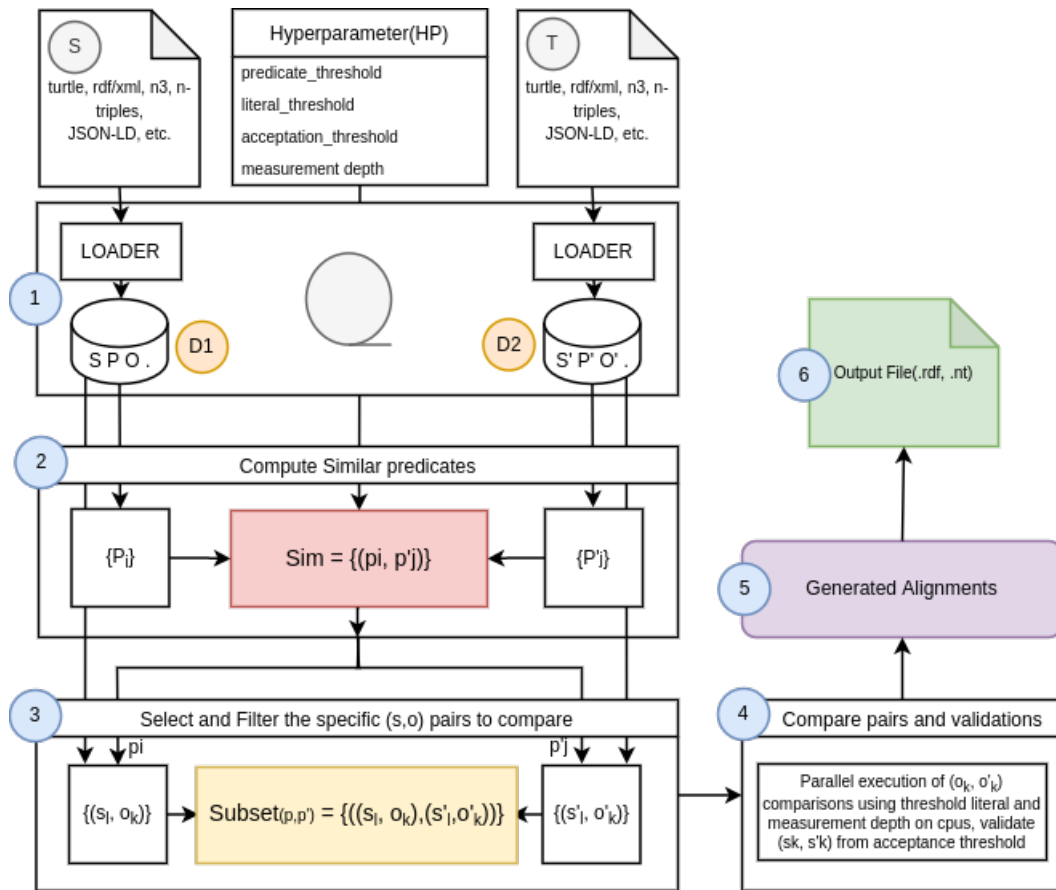 S
turtle, rdf/xml, n3, n-
triples,
JSON-LD, etc.
Hyperparameter(HP)
predicate_threshold
literal_threshold
acceptation_threshold
measurement depth
T
turtle, rdf/xml, n3, n-
triples,
JSON-LD, etc.
1
LOADER
LOADER
S P O .
D1
D2
S' P' O' .
2
Compute Similar predicates
{Pi}
Sim = {(pi, p'j)}
{P'j}
3
Select and Filter the specific (s,o) pairs to compare
pi
p'j
{(sl, ok)}
Subset(p,p') = {((sl, ok),(s'l,o'k))}
{(s'l, o'k)}
4
Compare pairs and validations
Parallel execution of (ok, o'k)
comparisons using threshold literal and
measurement depth on cpus, validate
(sk, s'k) from acceptance threshold
5
Generated Alignments
6
Output File(.rdf, .nt)